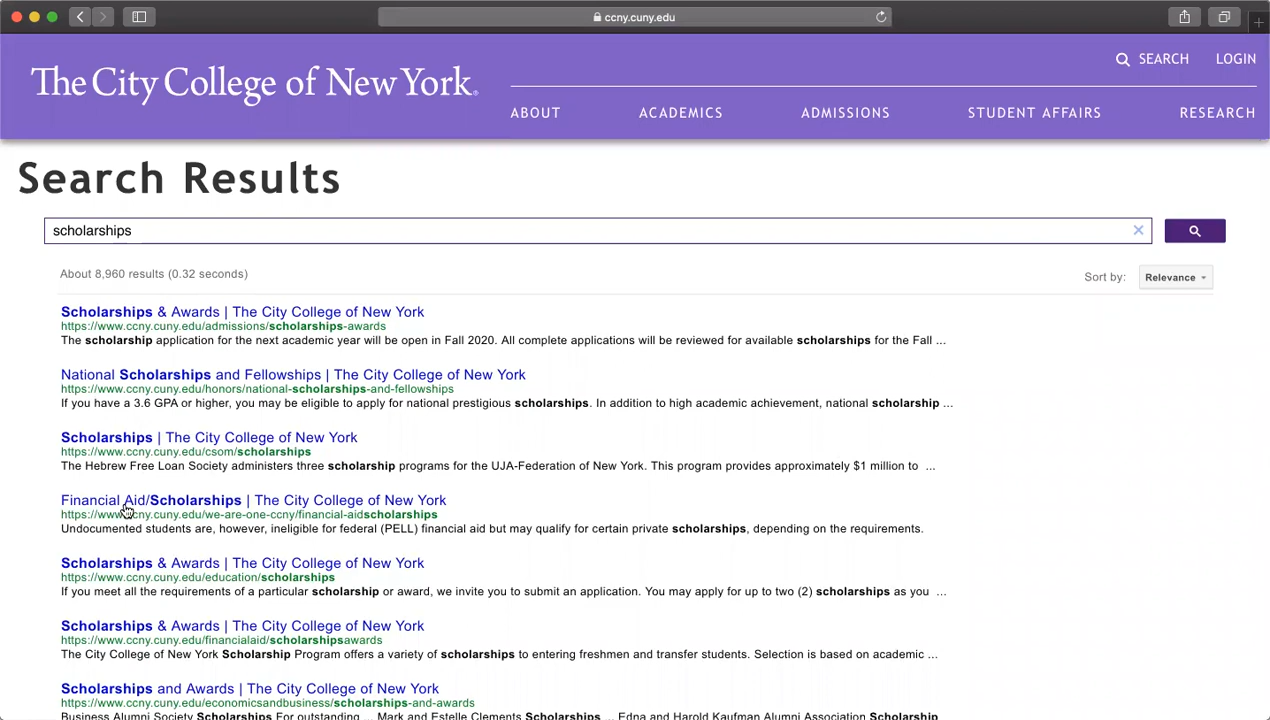 ccny.cuny.edu
SEARCH LOGIN
The City College of New York
ABOUT ACADEMICS ADMISSIONS STUDENT AFFAIRS RESEARCH
Search Results
scholarships
About 8,960 results (0.32 seconds)
Sort by: Relevance
Scholarships & Awards | The City College of New York
https://www.ccny.cuny.edu/admissions/scholarships-awards
The scholarship application for the next academic year will be open in Fall 2020. All complete applications will be reviewed for available scholarships for the Fall ...
National Scholarships and Fellowships | The City College of New York
https://www.ccny.cuny.edu/honors/national-scholarships-and-fellowships
If you have a 3.6 GPA or higher, you may be eligible to apply for national prestigious scholarships. In addition to high academic achievement, national scholarship ...
Scholarships | The City College of New York
https://www.ccny.cuny.edu/csom/scholarships
The Hebrew Free Loan Society administers three scholarship programs for the UJA-Federation of New York. This program provides approximately $1 million to ...
Financial Aid/Scholarships | The City College of New York
https://www.ccny.cuny.edu/we-are-one-ccny/financial-aidscholarships
Undocumented students are, however, ineligible for federal (PELL) financial aid but may qualify for certain private scholarships, depending on the requirements.
Scholarships & Awards | The City College of New York
https://www.ccny.cuny.edu/education/scholarships
If you meet all the requirements of a particular scholarship or award, we invite you to submit an application. You may apply for up to two (2) scholarships as you ...
Scholarships & Awards | The City College of New York
https://www.ccny.cuny.edu/financialaid/scholarshipsawards
The City College of New York Scholarship Program offers a variety of scholarships to entering freshmen and transfer students. Selection is based on academic ...
Scholarships and Awards | The City College of New York
https://www.ccny.cuny.edu/economicsandbusiness/scholarships-and-awards
Business Alumni Society Scholarships For outstanding ... Mark and Estelle Clements Scholarships ... Edna and Harold Kaufman Alumni Association Scholarship